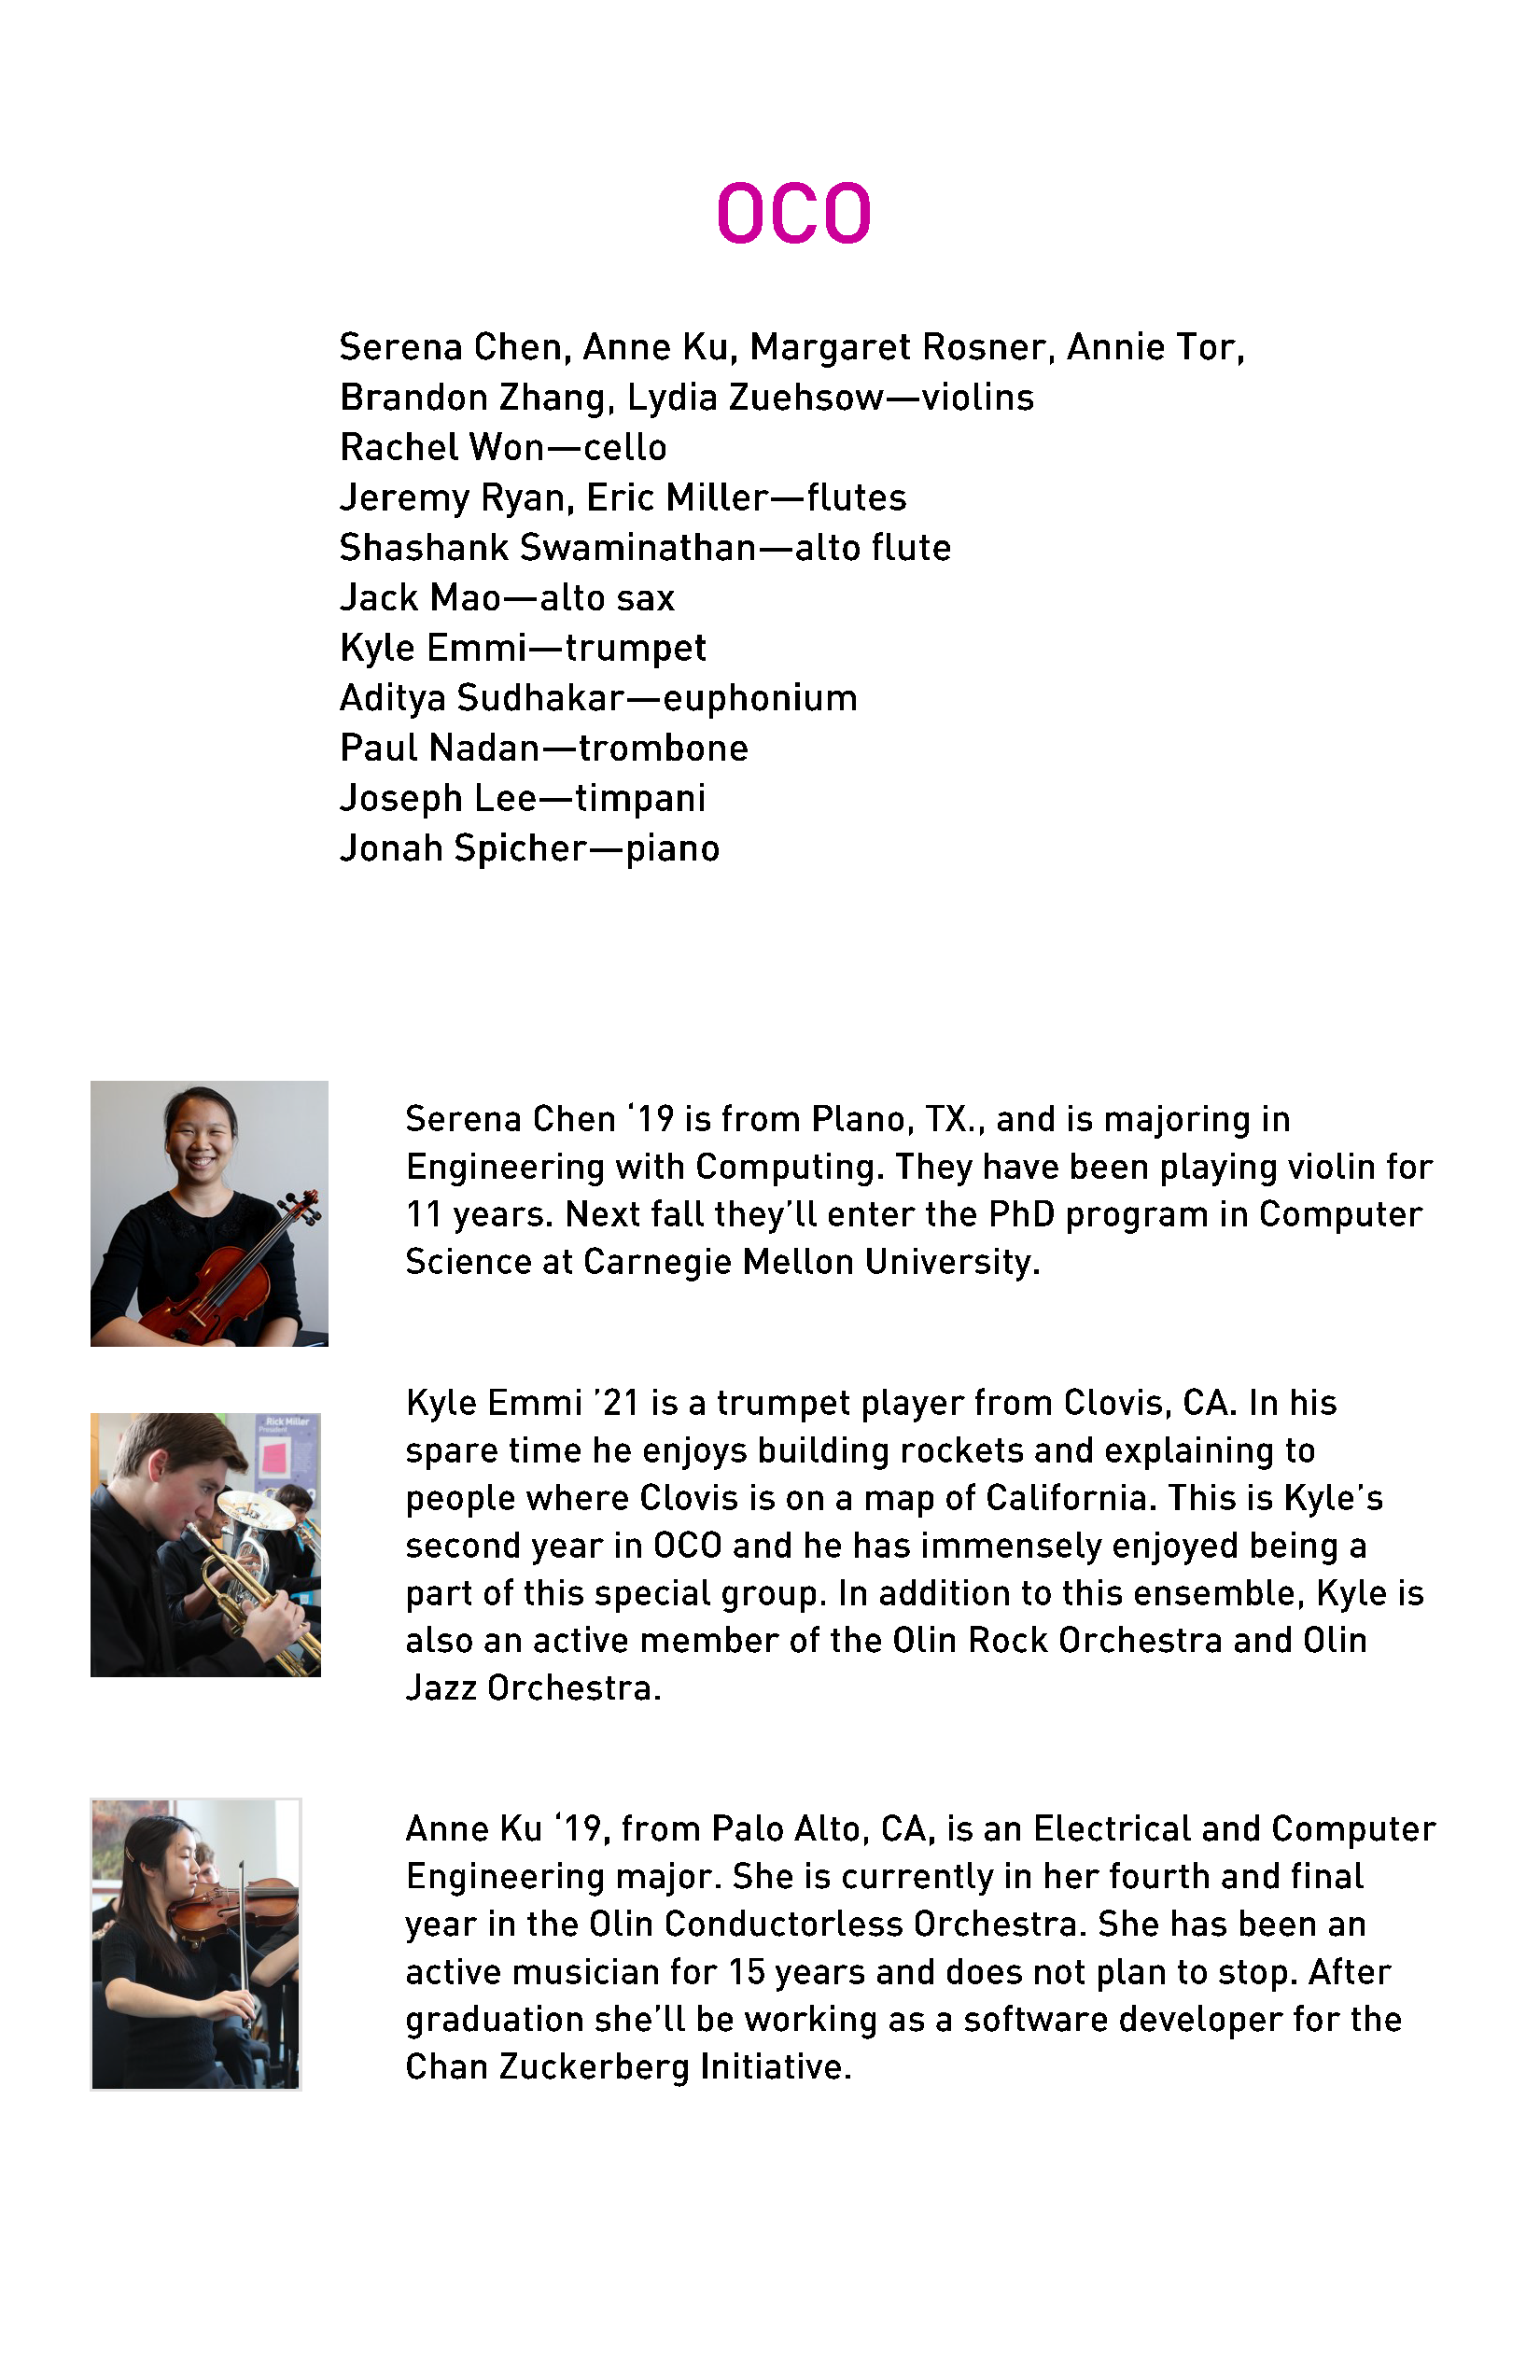 OCO
Serena Chen, Anne Ku, Margaret Rosner, Annie Tor,
Brandon Zhang, Lydia Zuehsow—violins
Rachel Won—cello
Jeremy Ryan, Eric Miller—flutes
Shashank Swaminathan—alto flute
Jack Mao—alto sax
Kyle Emmi—trumpet
Aditya Sudhakar—euphonium
Paul Nadan—trombone
Joseph Lee—timpani
Jonah Spicher—piano
Serena Chen ‘19 is from Plano, TX., and is majoring in
Engineering with Computing. They have been playing violin for
11 years. Next fall they’ll enter the PhD program in Computer
Science at Carnegie Mellon University.
Rick Miller
President
Kyle Emmi ’21 is a trumpet player from Clovis, CA. In his
spare time he enjoys building rockets and explaining to
people where Clovis is on a map of California. This is Kyle’s
second year in OCO and he has immensely enjoyed being a
part of this special group. In addition to this ensemble, Kyle is
also an active member of the Olin Rock Orchestra and Olin
Jazz Orchestra.
Anne Ku ‘19, from Palo Alto, CA, is an Electrical and Computer
Engineering major. She is currently in her fourth and final
year in the Olin Conductorless Orchestra. She has been an
active musician for 15 years and does not plan to stop. After
graduation she’ll be working as a software developer for the
Chan Zuckerberg Initiative.